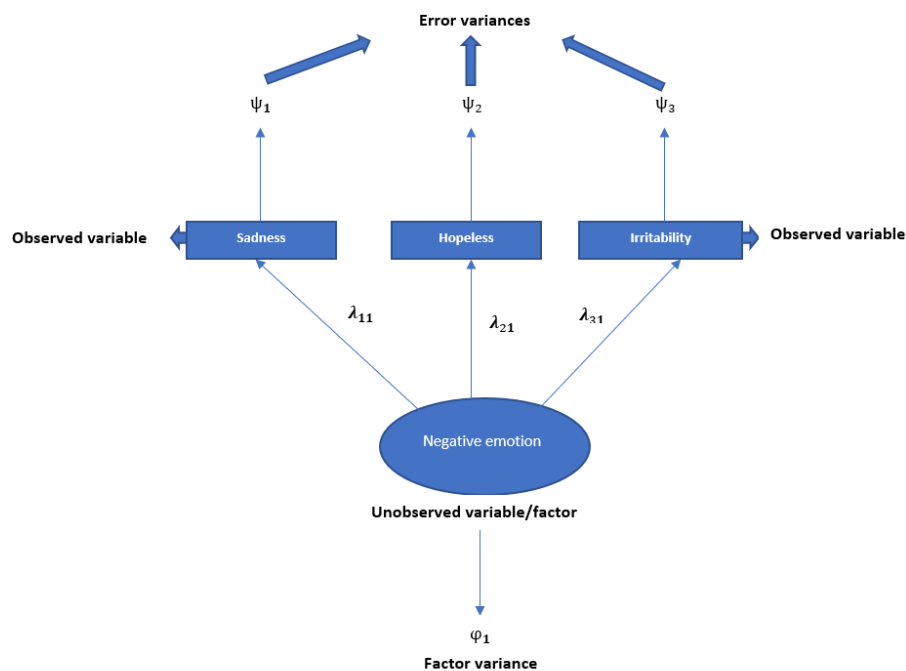 Error variances
ψ1
ψ2
ψ3
Observed variable
Sadness
Hopeless
Irritability
Observed variable
λ11
λ21
λ31
Negative emotion
Unobserved variable/factor
φ1
Factor variance